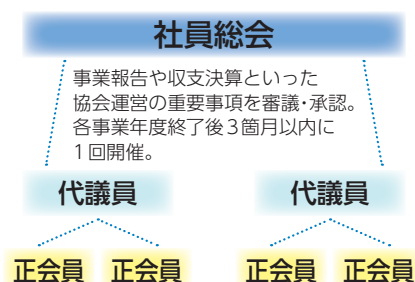 社員総会
事業報告や収支決算といった
協会運営の重要事項を審議・承認。
各事業年度終了後３箇月以内に
１回開催。
代議員 代議員
正会員 正会員 正会員 正会員